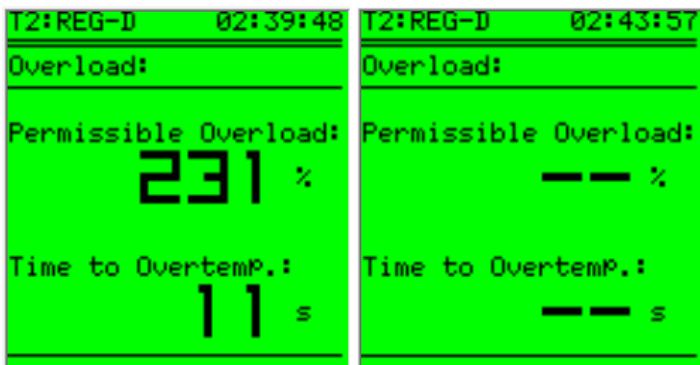 T2:REG-D 02:39:48
Overload:
Permissible Overload:
231 %
Time to Overtemp.:
11 s
T2:REG-D 02:43:57
Overload:
Permissible Overload:
-- %
Time to Overtemp.:
-- s